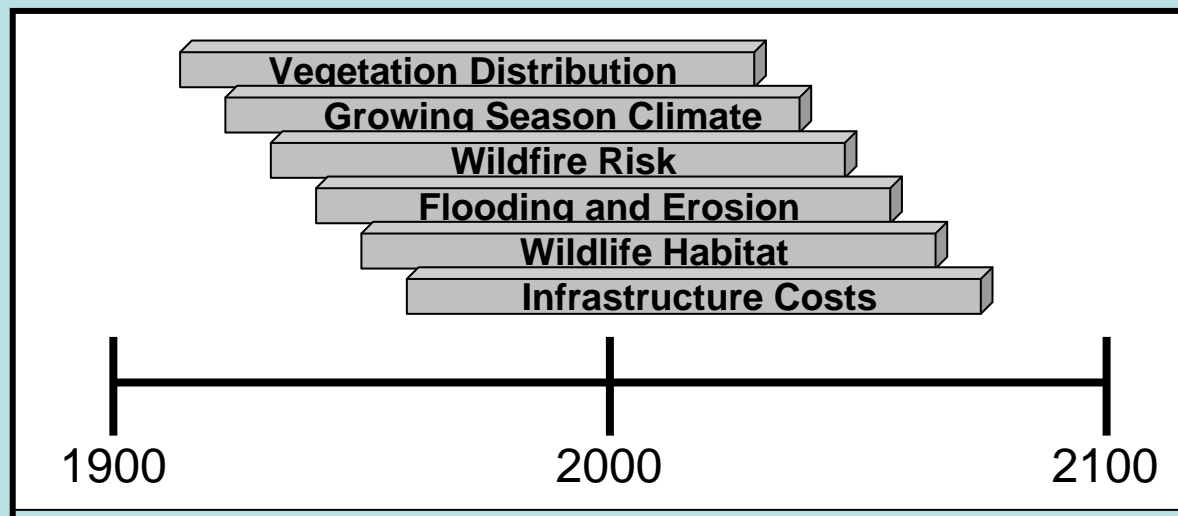 Vegetation Distribution
Growing Season Climate
Wildfire Risk
Flooding and Erosion
Wildlife Habitat
Infrastructure Costs
1900 2000 2100